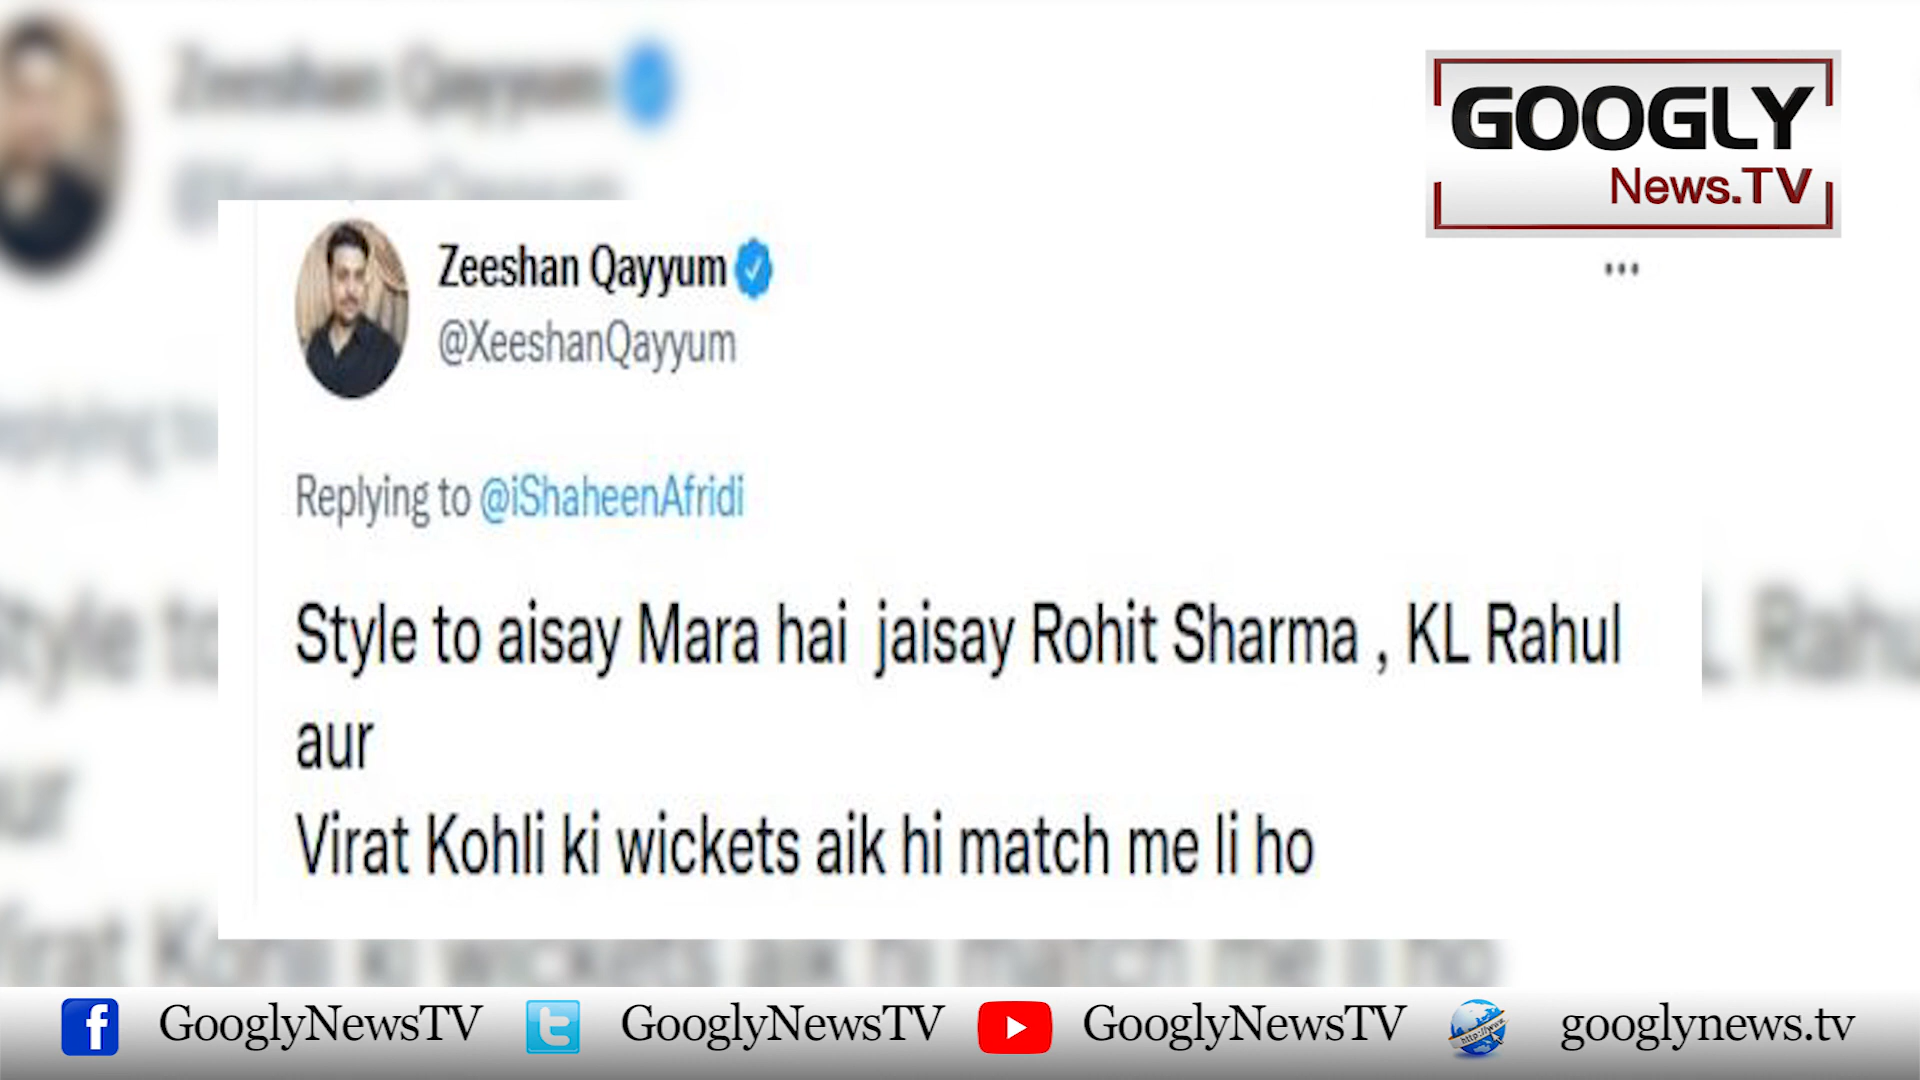 GOOGLY
News.TV
Zeeshan Qayyum
@XeeshanQayyum
Replying to @iShaheenAfridi
Style to aisay Mara hai jaisay Rohit Sharma , KL Rahul
aur
Virat Kohli ki wickets aik hi match me li ho
GooglyNewsTV GooglyNewsTV GooglyNewsTV googlynews.tv